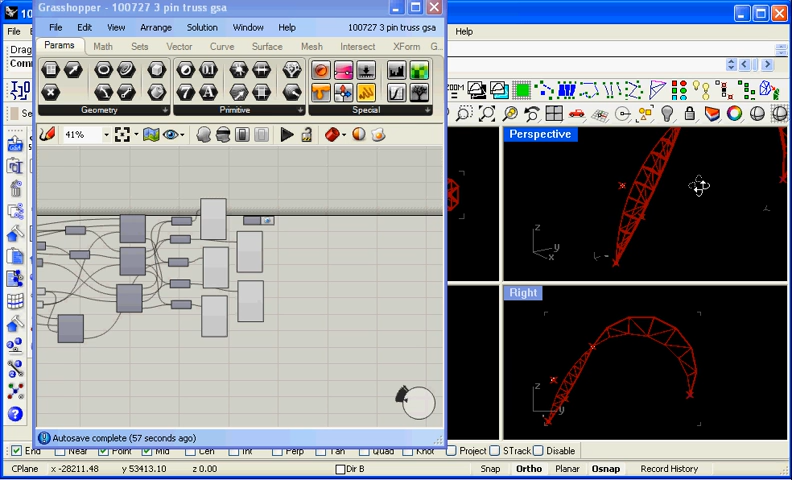 Grasshopper - 100727 3 pin truss gsa
10
File Edit View Arrange Solution Window Help 100727 3 pin truss gsa
File
Help
Params Math Sets Vector Curve Surface Mesh Intersect XForm G..
Drag
Geometry Primitive Special
41%
Perspective
z
y
x
Right
z
y
Autosave complete (57 seconds ago)
End Near Point Mid Cen Int Perp Tan Quad Knot Project STrack Disable
CPlane x -28211.48 y 53413.10 z 0.00 Dir B Snap Ortho Planar Osnap Record History